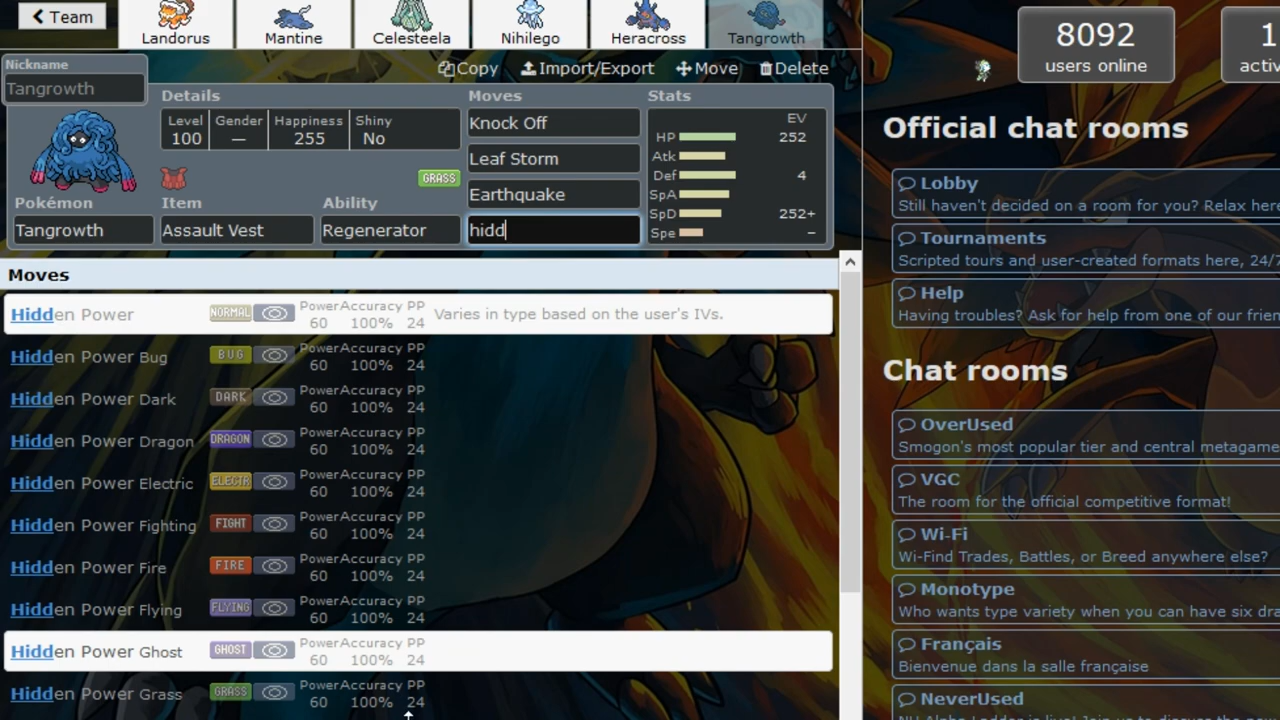 Team
Landorus
Mantine
Celesteela
Nihilego
Heracross
Tangrowth
8092
users online
1
activ
Nickname
Tangrowth
Copy
Import/Export
Move
Delete
Details
Level
100
Gender
—
Happiness
255
Shiny
No
GRASS
Pokémon
Tangrowth
Item
Assault Vest
Ability
Regenerator
Moves
Knock Off
Leaf Storm
Earthquake
hidd
Stats
EV
HP 252
Atk
Def 4
SpA
SpD 252+
Spe –
Moves
Hidden Power NORMAL Power 60 Accuracy 100% PP 24 Varies in type based on the user's IVs.
Hidden Power Bug BUG Power 60 Accuracy 100% PP 24
Hidden Power Dark DARK Power 60 Accuracy 100% PP 24
Hidden Power Dragon DRAGON Power 60 Accuracy 100% PP 24
Hidden Power Electric ELECTR Power 60 Accuracy 100% PP 24
Hidden Power Fighting FIGHT Power 60 Accuracy 100% PP 24
Hidden Power Fire FIRE Power 60 Accuracy 100% PP 24
Hidden Power Flying FLYING Power 60 Accuracy 100% PP 24
Hidden Power Ghost GHOST Power 60 Accuracy 100% PP 24
Hidden Power Grass GRASS Power 60 Accuracy 100% PP 24
Official chat rooms
Lobby
Still haven't decided on a room for you? Relax here
Tournaments
Scripted tours and user-created formats here, 24/7
Help
Having troubles? Ask for help from one of our frien
Chat rooms
OverUsed
Smogon's most popular tier and central metagame
VGC
The room for the official competitive format!
Wi-Fi
Wi-Find Trades, Battles, or Breed anywhere else?
Monotype
Who wants type variety when you can have six dra
Français
Bienvenue dans la salle française
NeverUsed